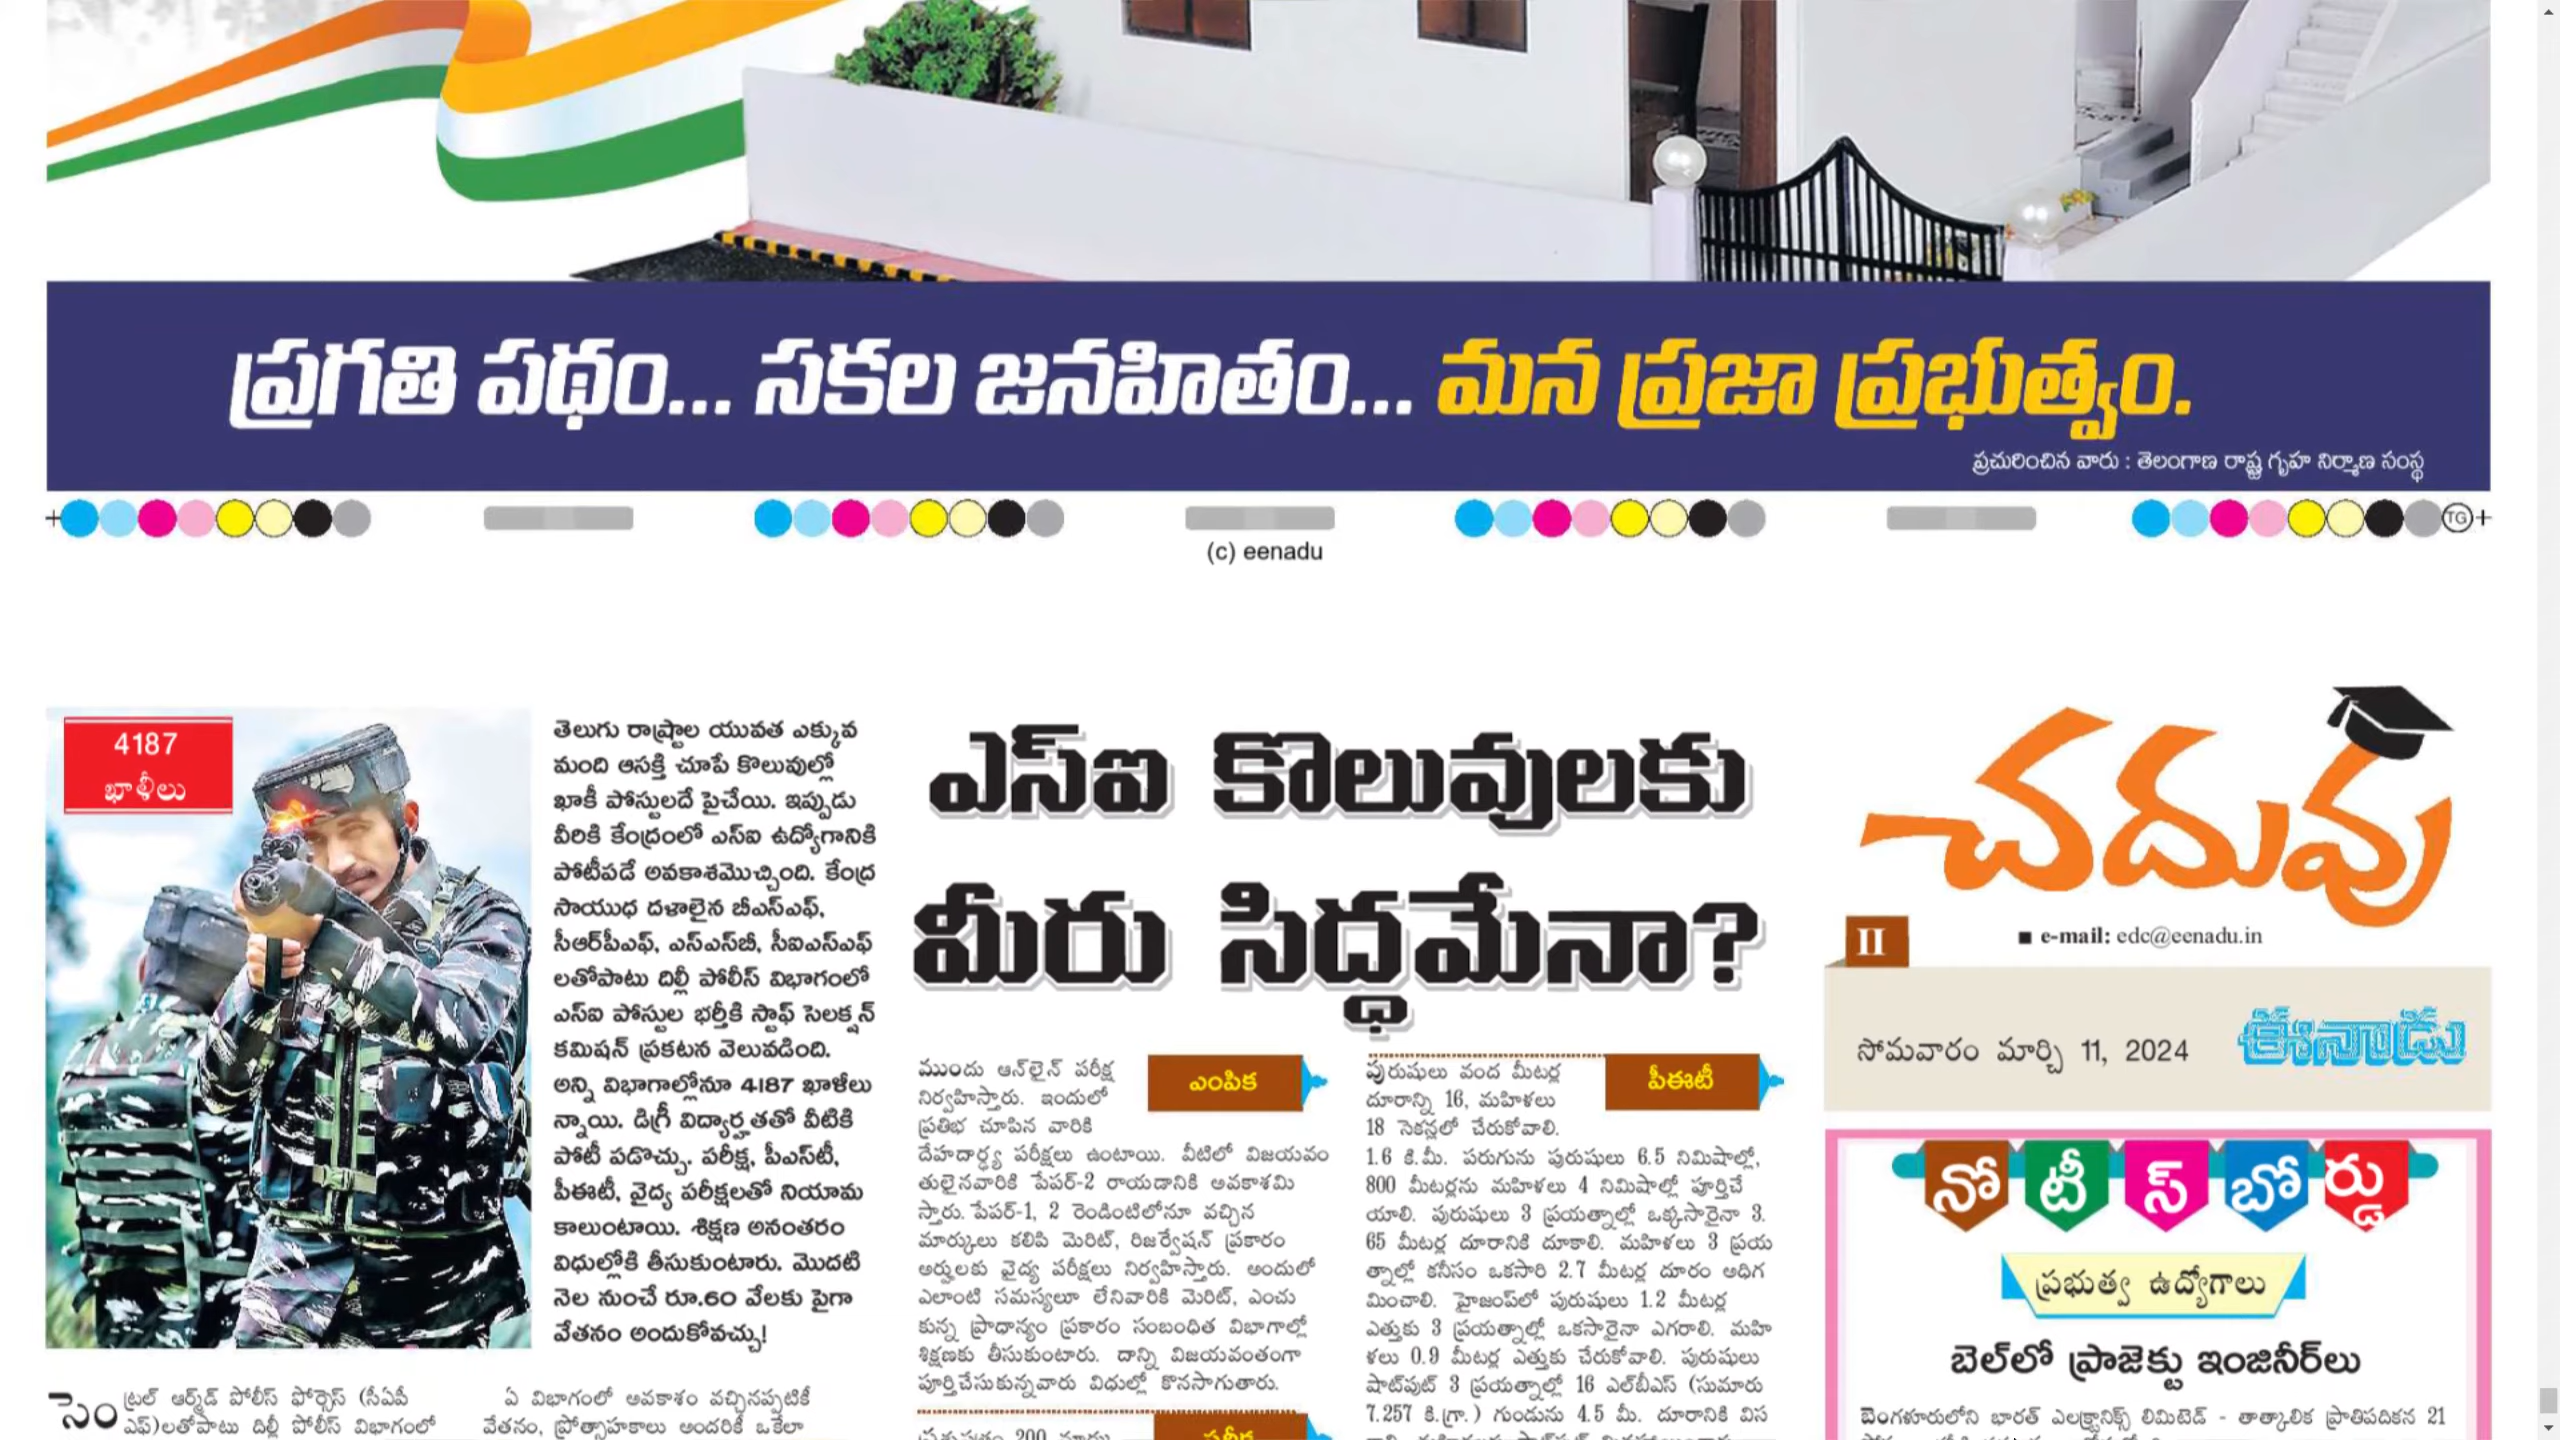 ప్రగతి పథం... సకల జనహితం... మన ప్రజా ప్రభుత్వం.
ప్రచురించిన వారు : తెలంగాణ రాష్ట్ర గృహ నిర్మాణ సంస్థ
TG
(c) eenadu
4187
ఖాళీలు
తెలుగు రాష్ట్రాల యువత ఎక్కువ
మంది ఆసక్తి చూపే కొలువుల్లో
ఖాకీ పోస్టులదే పైచేయి. ఇప్పుడు
వీరికి కేంద్రంలో ఎస్ఐ ఉద్యోగానికి
పోటీపడే అవకాశమొచ్చింది. కేంద్ర
సాయుధ దళాలైన బీఎస్ఎఫ్,
సీఆర్‌పీఎఫ్, ఎస్ఎస్‌బీ, సీఐఎస్ఎఫ్
లతోపాటు దిల్లీ పోలీస్ విభాగంలో
ఎస్ఐ పోస్టుల భర్తీకి స్టాఫ్ సెలక్షన్
కమిషన్ ప్రకటన వెలువడింది.
అన్ని విభాగాల్లోనూ 4187 ఖాళీలు
న్నాయి. డిగ్రీ విద్యార్హతతో వీటికి
పోటీ పడొచ్చు. పరీక్ష, పీఎస్‌టీ,
పీఈటీ, వైద్య పరీక్షలతో నియామ
కాలుంటాయి. శిక్షణ అనంతరం
విధుల్లోకి తీసుకుంటారు. మొదటి
నెల నుంచే రూ.60 వేలకు పైగా
వేతనం అందుకోవచ్చు!
సెంట్రల్ ఆర్మ్‌డ్ పోలీస్ ఫోర్సెస్ (సీఏపీ
ఎఫ్)లతోపాటు దిల్లీ పోలీస్ విభాగంలో
ఏ విభాగంలో అవకాశం వచ్చినప్పటికీ
వేతనం, ప్రోత్సాహకాలు అందరికీ ఒకేలా
ఎస్ఐ కొలువులకు
మీరు సిద్ధమేనా?
ఎంపిక
ముందు ఆన్‌లైన్ పరీక్ష
నిర్వహిస్తారు. ఇందులో
ప్రతిభ చూపిన వారికి
దేహదార్ఢ్య పరీక్షలు ఉంటాయి. వీటిలో విజయవం
తులైనవారికి పేపర్-2 రాయడానికి అవకాశమి
స్తారు. పేపర్-1, 2 రెండింటిలోనూ వచ్చిన
మార్కులు కలిపి మెరిట్, రిజర్వేషన్ ప్రకారం
అర్హులకు వైద్య పరీక్షలు నిర్వహిస్తారు. అందులో
ఎలాంటి సమస్యలూ లేనివారికి మెరిట్, ఎంచు
కున్న ప్రాధాన్యం ప్రకారం సంబంధిత విభాగాల్లో
శిక్షణకు తీసుకుంటారు. దాన్ని విజయవంతంగా
పూర్తిచేసుకున్నవారు విధుల్లో కొనసాగుతారు.
పీఈటీ
పురుషులు వంద మీటర్ల
దూరాన్ని 16, మహిళలు
18 సెకన్లలో చేరుకోవాలి.
1.6 కి.మీ. పరుగును పురుషులు 6.5 నిమిషాల్లో,
800 మీటర్లను మహిళలు 4 నిమిషాల్లో పూర్తిచే
యాలి. పురుషులు 3 ప్రయత్నాల్లో ఒక్కసారైనా 3.
65 మీటర్ల దూరానికి దూకాలి. మహిళలు 3 ప్రయ
త్నాల్లో కనీసం ఒకసారి 2.7 మీటర్ల దూరం అధిగ
మించాలి. హైజంప్‌లో పురుషులు 1.2 మీటర్ల
ఎత్తుకు 3 ప్రయత్నాల్లో ఒకసారైనా ఎగరాలి. మహి
ళలు 0.9 మీటర్ల ఎత్తుకు చేరుకోవాలి. పురుషులు
షాట్‌పుట్ 3 ప్రయత్నాల్లో 16 ఎల్‌బీఎస్ (సుమారు
7.257 కి.గ్రా.) గుండును 4.5 మీ. దూరానికి విస
చదువు
II
■ e-mail: edc@eenadu.in
సోమవారం మార్చి 11, 2024
ఈనాడు
నోటీస్‌బోర్డు
ప్రభుత్వ ఉద్యోగాలు
బెల్‌లో ప్రాజెక్టు ఇంజినీర్‌లు
బెంగళూరులోని భారత్ ఎలక్ట్రానిక్స్ లిమిటెడ్ - తాత్కాలిక ప్రాతిపదికన 21